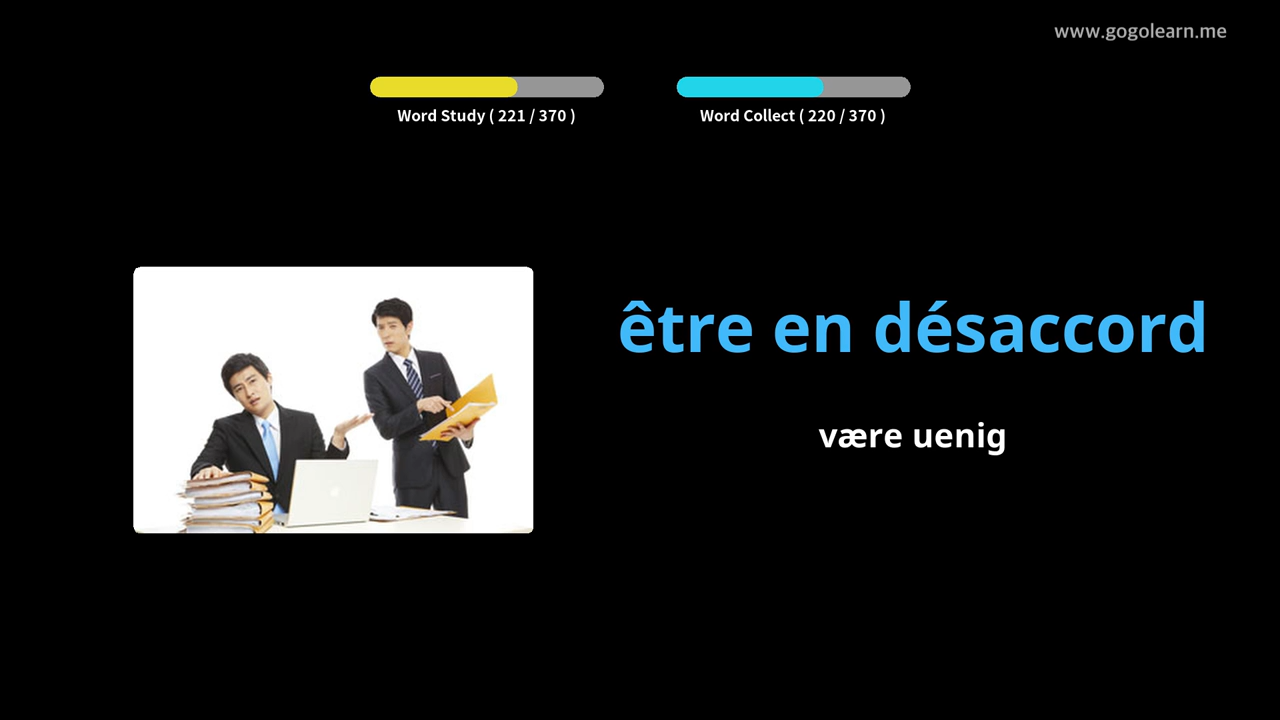 www.gogolearn.me
Word Study ( 221 / 370 )
Word Collect ( 220 / 370 )
être en désaccord
være uenig